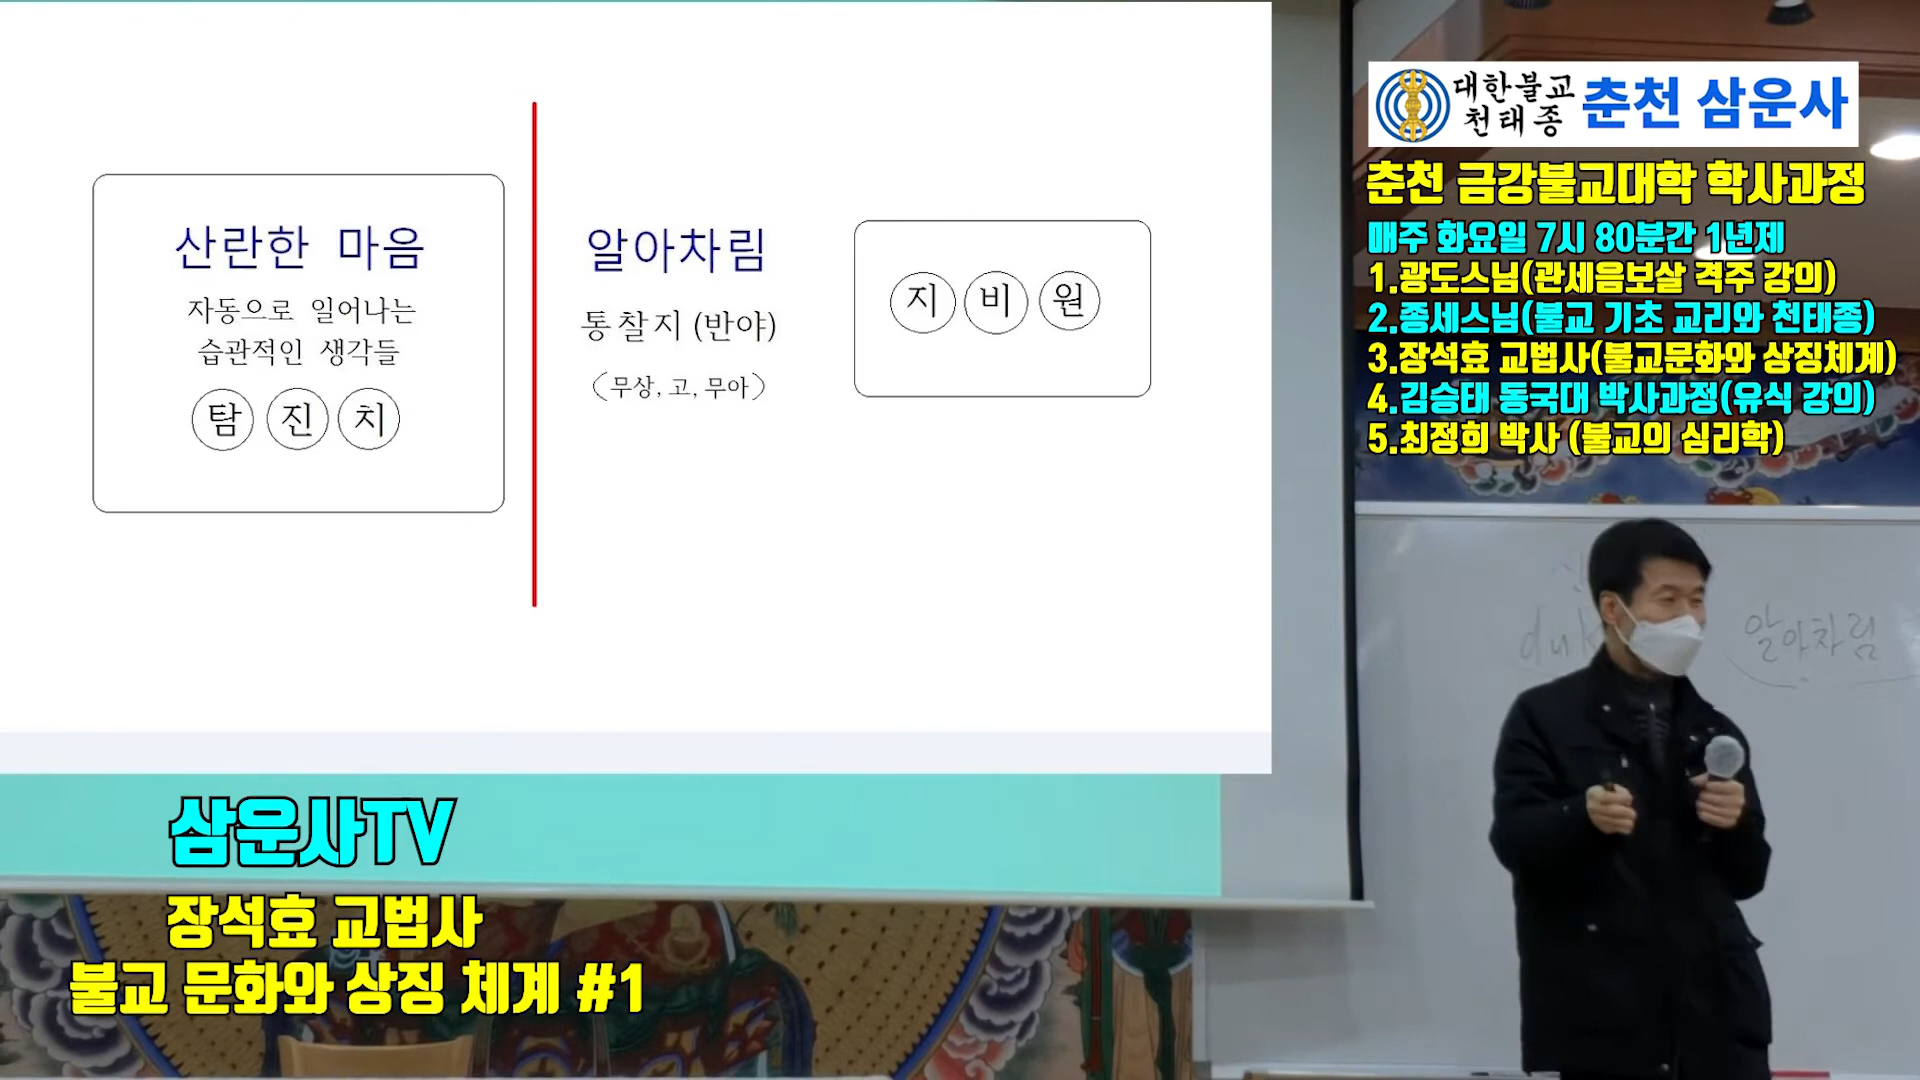 산란한 마음
자동으로 일어나는
습관적인 생각들
탐 진 치
알아차림
통찰지 (반야)
(무상, 고, 무아)
지 비 원
대한불교
천태종
춘천 삼운사
춘천 금강불교대학 학사과정
매주 화요일 7시 80분간 1년제
1.광도스님(관세음보살 격주 강의)
2.종세스님(불교 기초 교리와 천태종)
3.장석효 교법사(불교문화와 상징체계)
4.김승태 동국대 박사과정(유식 강의)
5.최정희 박사 (불교의 심리학)
알아차림
삼운사TV
장석효 교법사
불교 문화와 상징 체계 #1